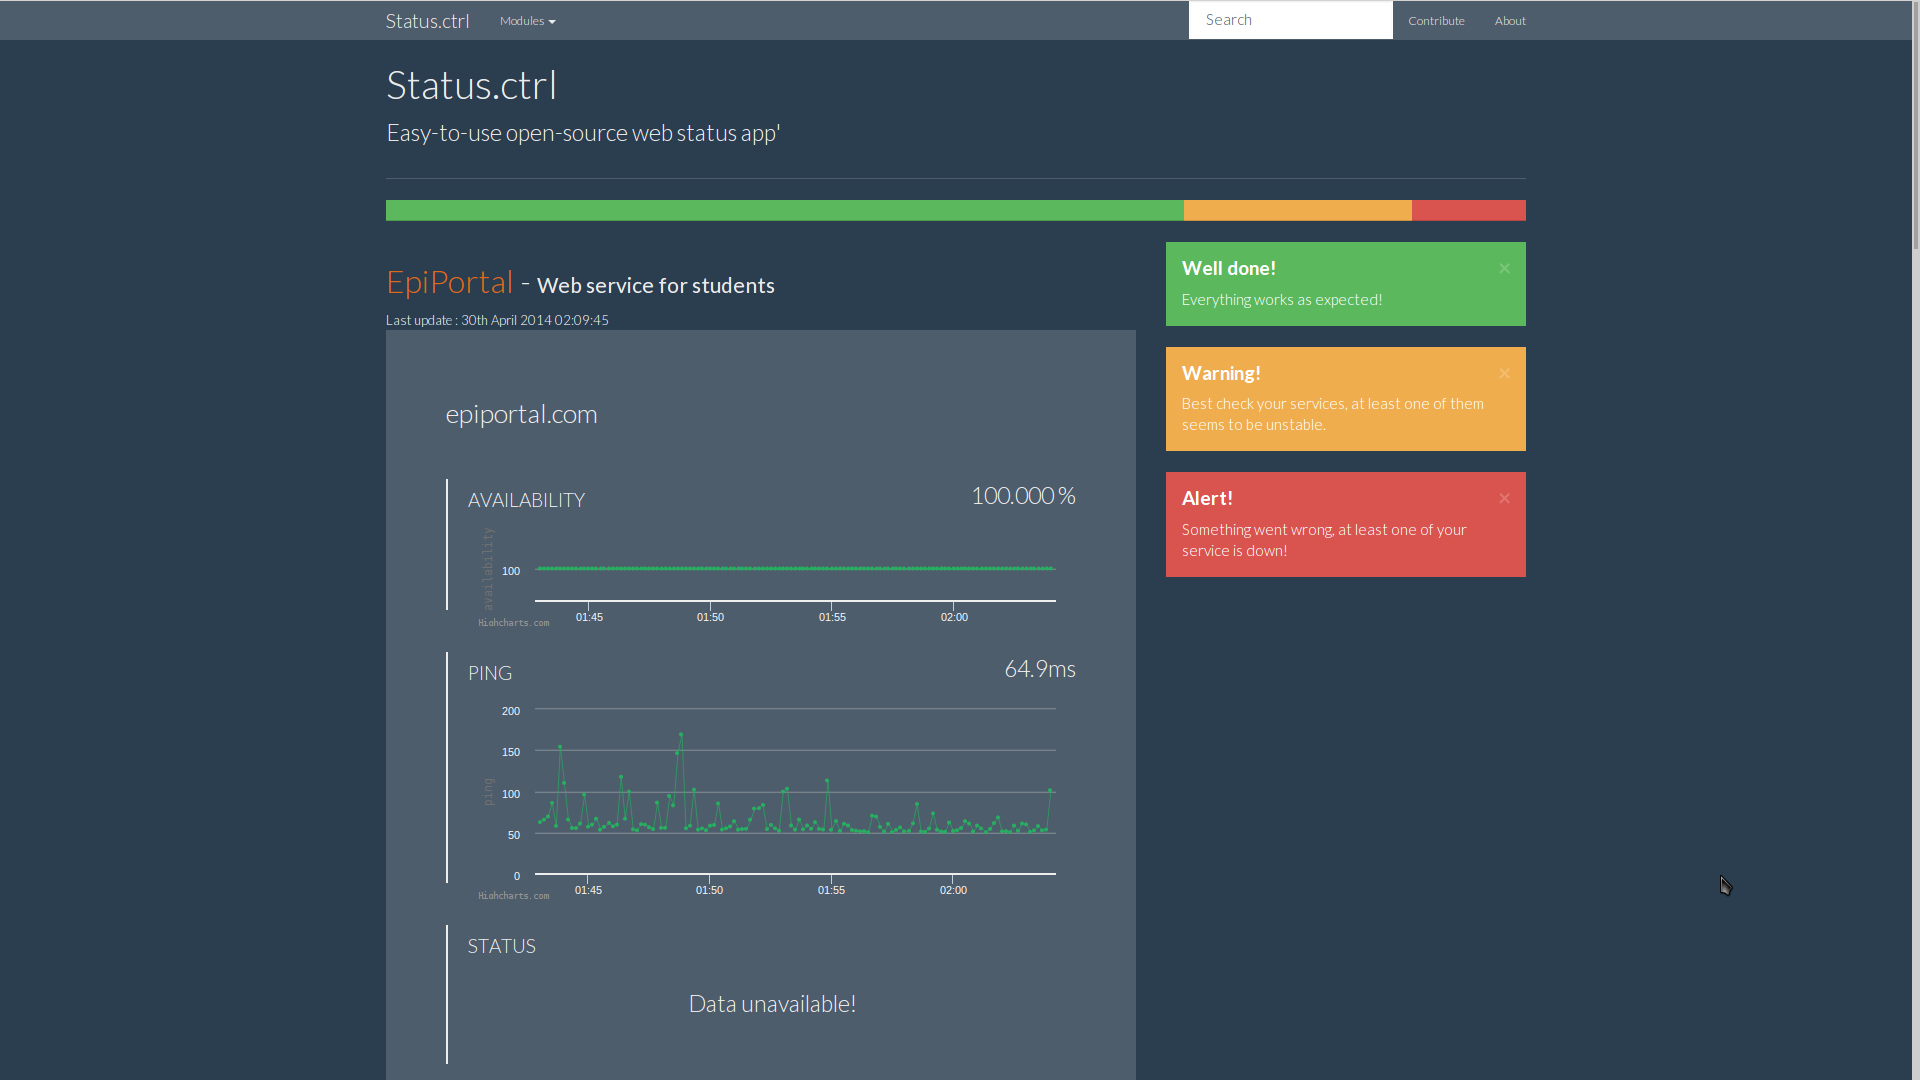 Status.ctrl
Modules
Search
Contribute
About
Status.ctrl
Easy-to-use open-source web status app'
EpiPortal - Web service for students
Last update : 30th April 2014 02:09:45
epiportal.com
AVAILABILITY
100.000 %
availability
100
01:45 01:50 01:55 02:00
Highcharts.com
PING
64.9ms
ping
200
150
100
50
0
01:45 01:50 01:55 02:00
Highcharts.com
STATUS
Data unavailable!
Well done!
×
Everything works as expected!
Warning!
×
Best check your services, at least one of them
seems to be unstable.
Alert!
×
Something went wrong, at least one of your
service is down!